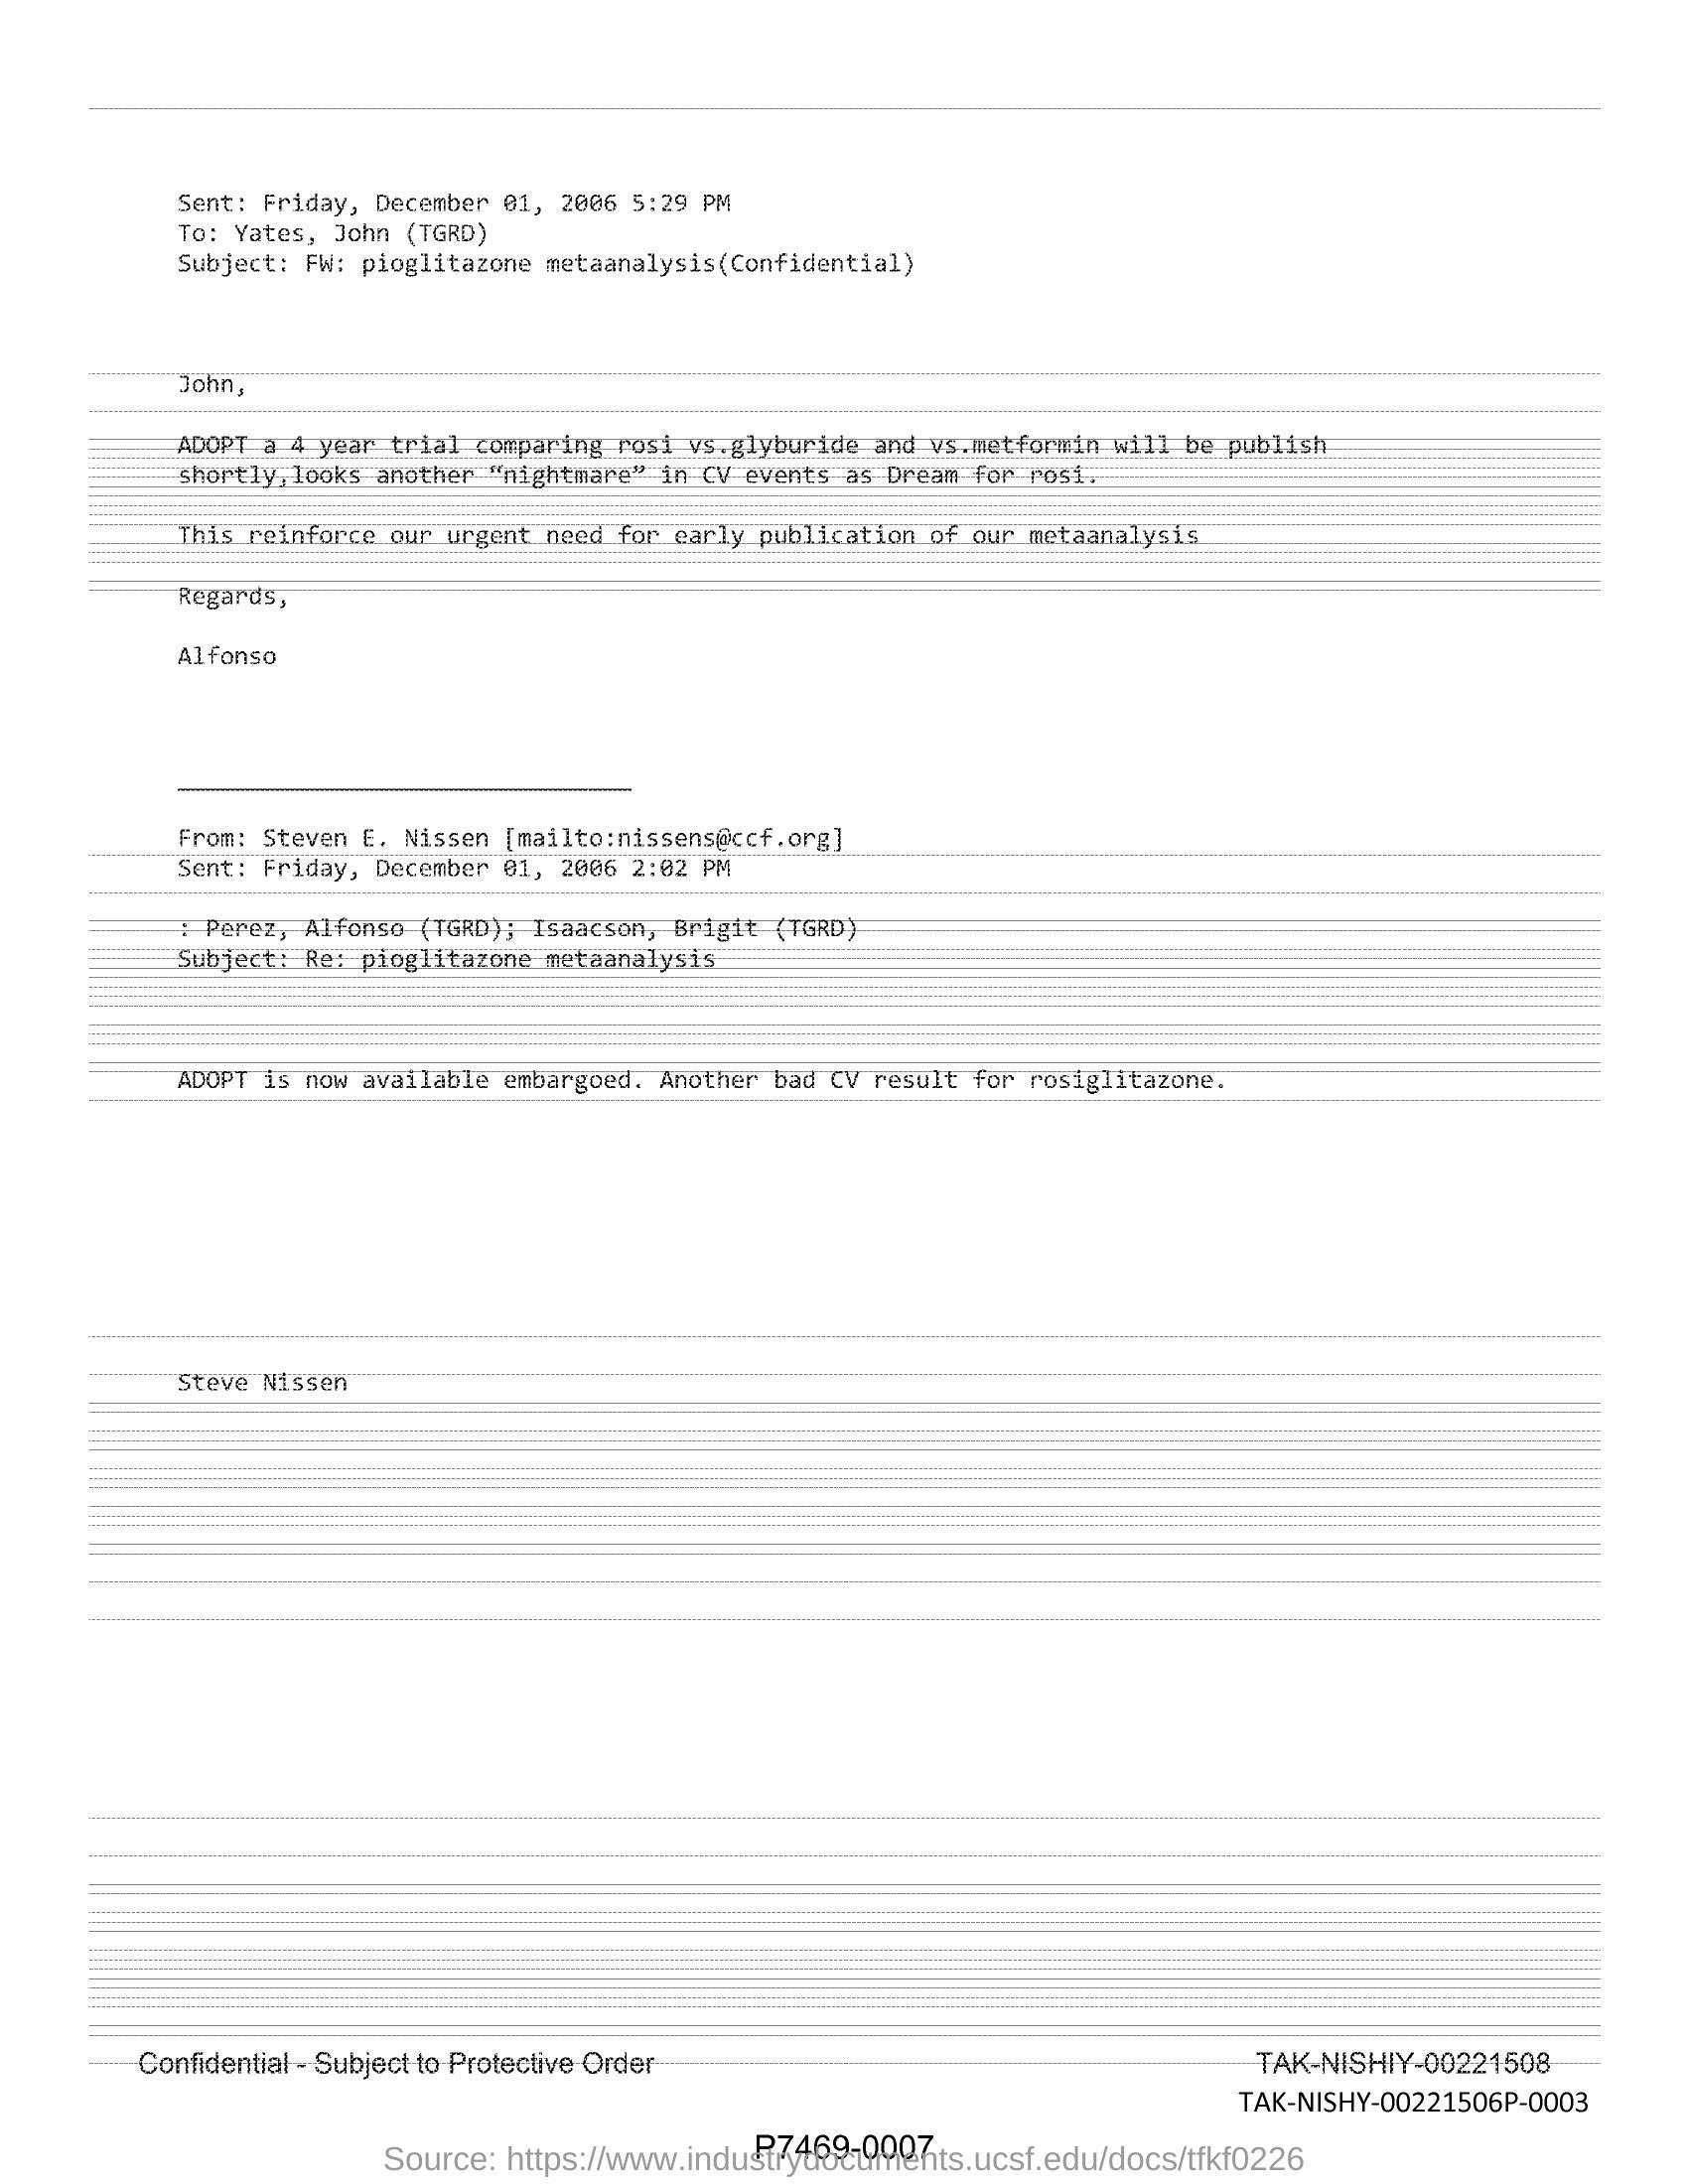 Sent: Friday, December 01, 2006 5:29 PM
To: Yates, John (TGRD)
Subject: FW: pioglitazone metaanalysis(Confidential)
John,
ADOPT a 4 year trial comparing rosi vs.glyburide and vs.metformin will be publish
shortly,looks another “nightmare” in CV events as Dream for rosi.
This reinforce our urgent need for early publication of our metaanalysis
Regards,
Alfonso
From: Steven E. Nissen [mailto:nissens@ccf.org]
Sent: Friday, December 01, 2006 2:02 PM
: Perez, Alfonso (TGRD); Isaacson, Brigit (TGRD)
Subject: Re: pioglitazone metaanalysis
ADOPT is now available embargoed. Another bad CV result for rosiglitazone.
Steve Nissen
Confidential - Subject to Protective Order
TAK-NISHIY-00221508
TAK-NISHY-00221506P-0003
P7469-0007
Source: https://www.industrydocuments.ucsf.edu/docs/tfkf0226